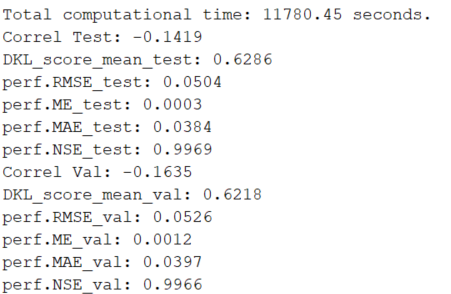 Total computational time: 11780.45 seconds.
Correl Test: -0.1419
DKL_score_mean_test: 0.6286
perf.RMSE_test: 0.0504
perf.ME_test: 0.0003
perf.MAE_test: 0.0384
perf.NSE_test: 0.9969
Correl Val: -0.1635
DKL_score_mean_val: 0.6218
perf.RMSE_val: 0.0526
perf.ME_val: 0.0012
perf.MAE_val: 0.0397
perf.NSE_val: 0.9966